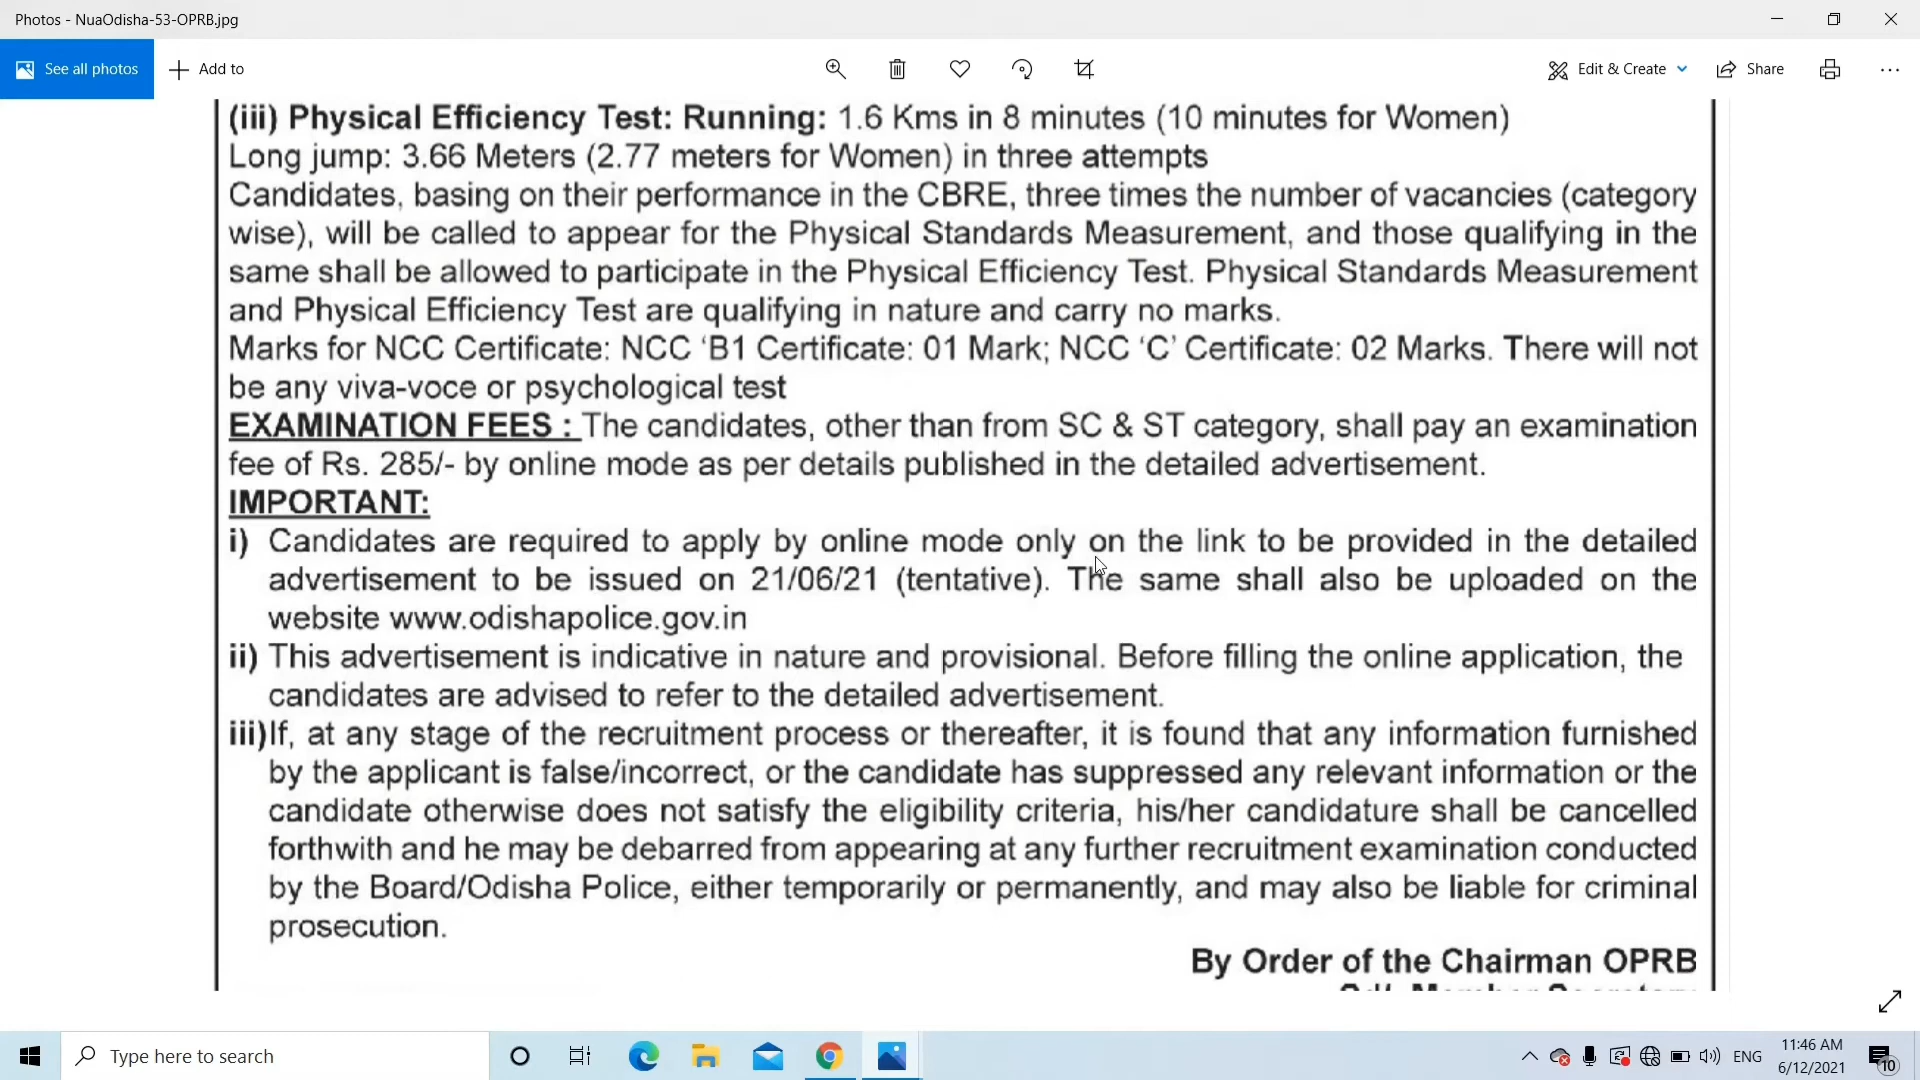 Photos - NuaOdisha-53-OPRB.jpg
See all photos
Add to
Edit & Create
Share
(iii) Physical Efficiency Test: Running: 1.6 Kms in 8 minutes (10 minutes for Women)
Long jump: 3.66 Meters (2.77 meters for Women) in three attempts
Candidates, basing on their performance in the CBRE, three times the number of vacancies (category
wise), will be called to appear for the Physical Standards Measurement, and those qualifying in the
same shall be allowed to participate in the Physical Efficiency Test. Physical Standards Measurement
and Physical Efficiency Test are qualifying in nature and carry no marks.
Marks for NCC Certificate: NCC ‘B1 Certificate: 01 Mark; NCC ‘C’ Certificate: 02 Marks. There will not
be any viva-voce or psychological test
EXAMINATION FEES : The candidates, other than from SC & ST category, shall pay an examination
fee of Rs. 285/- by online mode as per details published in the detailed advertisement.
IMPORTANT:
i) Candidates are required to apply by online mode only on the link to be provided in the detailed
advertisement to be issued on 21/06/21 (tentative). The same shall also be uploaded on the
website www.odishapolice.gov.in
ii) This advertisement is indicative in nature and provisional. Before filling the online application, the
candidates are advised to refer to the detailed advertisement.
iii)If, at any stage of the recruitment process or thereafter, it is found that any information furnished
by the applicant is false/incorrect, or the candidate has suppressed any relevant information or the
candidate otherwise does not satisfy the eligibility criteria, his/her candidature shall be cancelled
forthwith and he may be debarred from appearing at any further recruitment examination conducted
by the Board/Odisha Police, either temporarily or permanently, and may also be liable for criminal
prosecution.
By Order of the Chairman OPRB
Type here to search
ENG
11:46 AM
6/12/2021
10